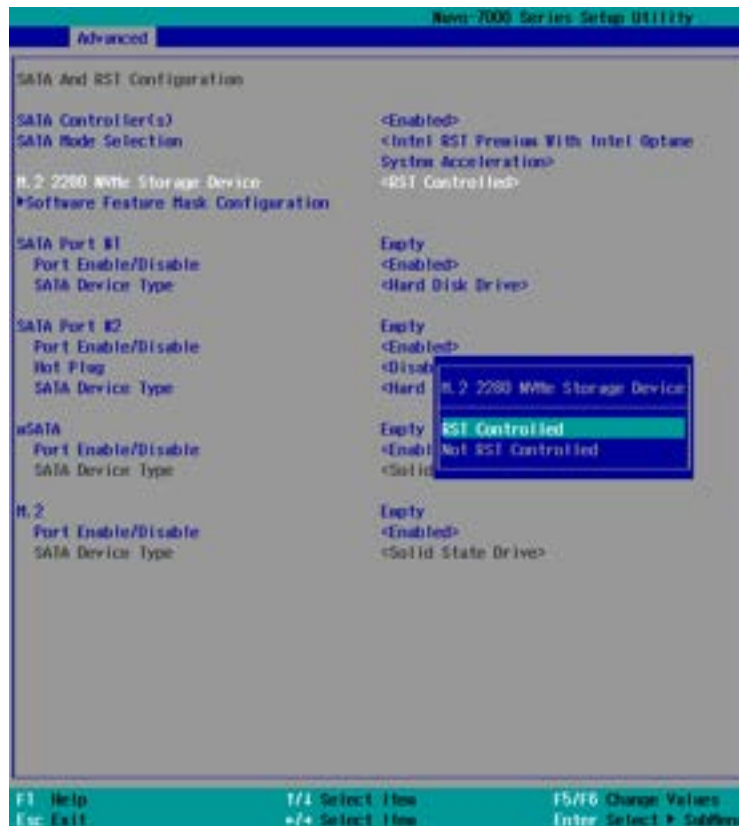 Nuvo-7000 Series Setup Utility
Advanced
SATA And RST Configuration
SATA Controller(s) <Enabled>
SATA Mode Selection <Intel RST Premium With Intel Optane
System Acceleration>
M.2 2280 NVMe Storage Device <RST Controlled>
►Software Feature Mask Configuration
SATA Port #1 Empty
Port Enable/Disable <Enabled>
SATA Device Type <Hard Disk Drive>
SATA Port #2 Empty
Port Enable/Disable <Enabled>
Hot Plug <Disab
SATA Device Type <Hard
mSATA Empty
Port Enable/Disable <Enabl
SATA Device Type <Solid
M.2 Empty
Port Enable/Disable <Enabled>
SATA Device Type <Solid State Drive>
M.2 2280 NVMe Storage Device
RST Controlled
Not RST Controlled
F1 Help ↑/↓ Select Item F5/F6 Change Values
Esc Exit Select Item Enter Select ► SubMen